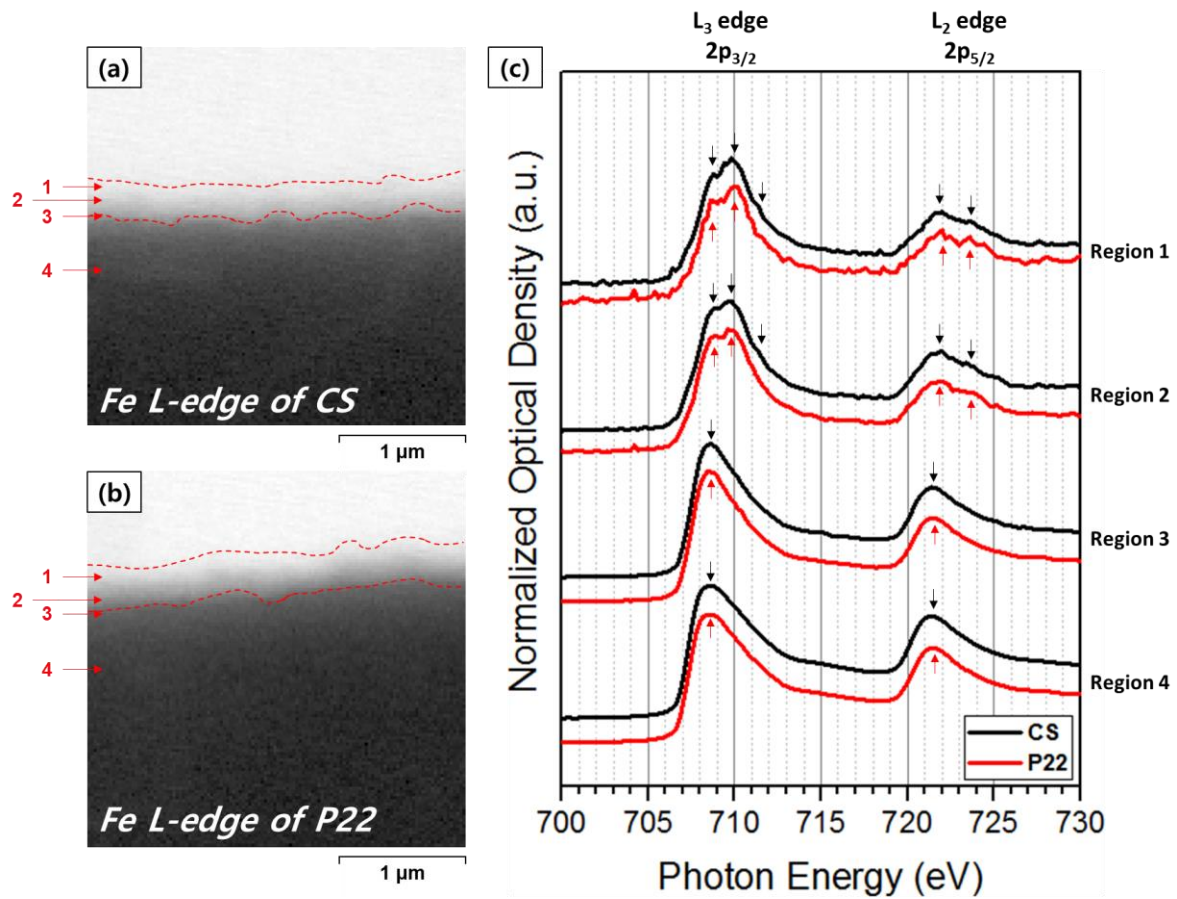 (a)
1
2
3
4
Fe L-edge of CS
1 μm
(b)
1
2
3
4
Fe L-edge of P22
1 μm
(c)
L₃ edge
2p₃/₂
L₂ edge
2p₅/₂
Normalized Optical Density (a. u.)
Region 1
Region 2
Region 3
Region 4
CS
P22
700 705 710 715 720 725 730
Photon Energy (eV)